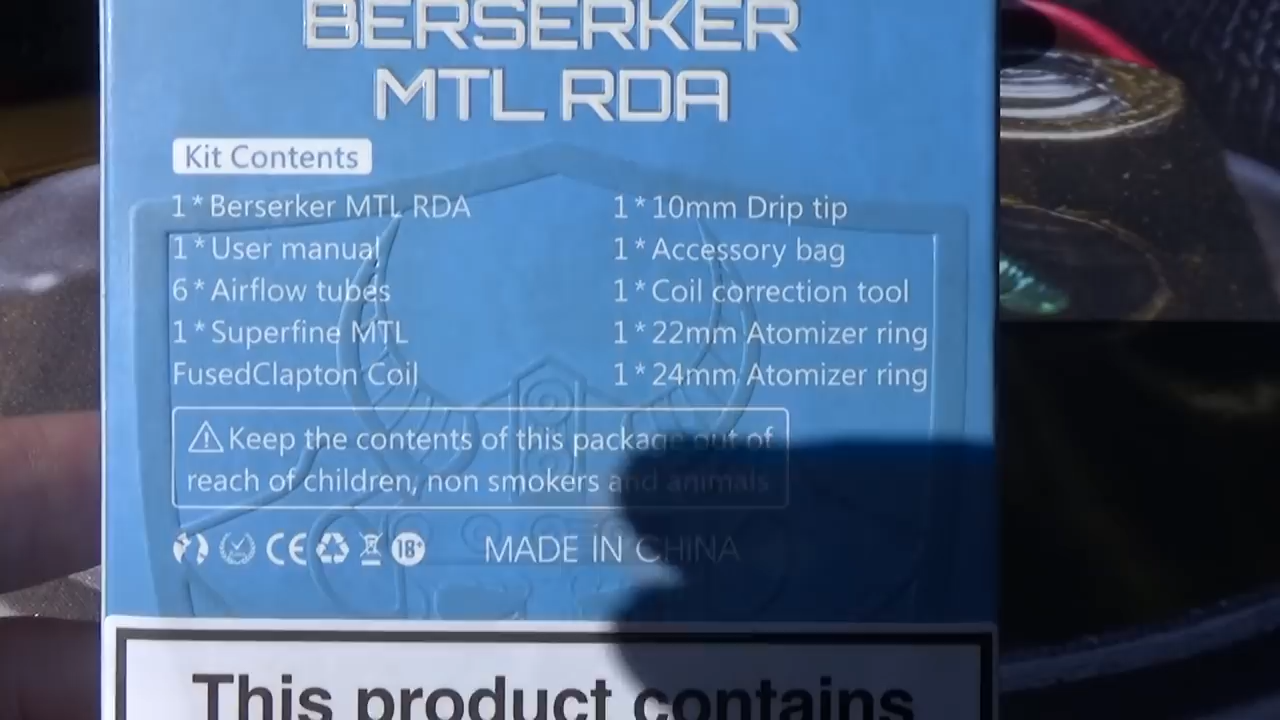 BERSERKER
MTL RDA
Kit Contents
1*Berserker MTL RDA
1*User manual
6*Airflow tubes
1*Superfine MTL
FusedClapton Coil
1*10mm Drip tip
1*Accessory bag
1*Coil correction tool
1*22mm Atomizer ring
1*24mm Atomizer ring
Keep the contents of this package out of
reach of children, non smokers and animals
CE 18+ MADE IN CHINA
This product contains